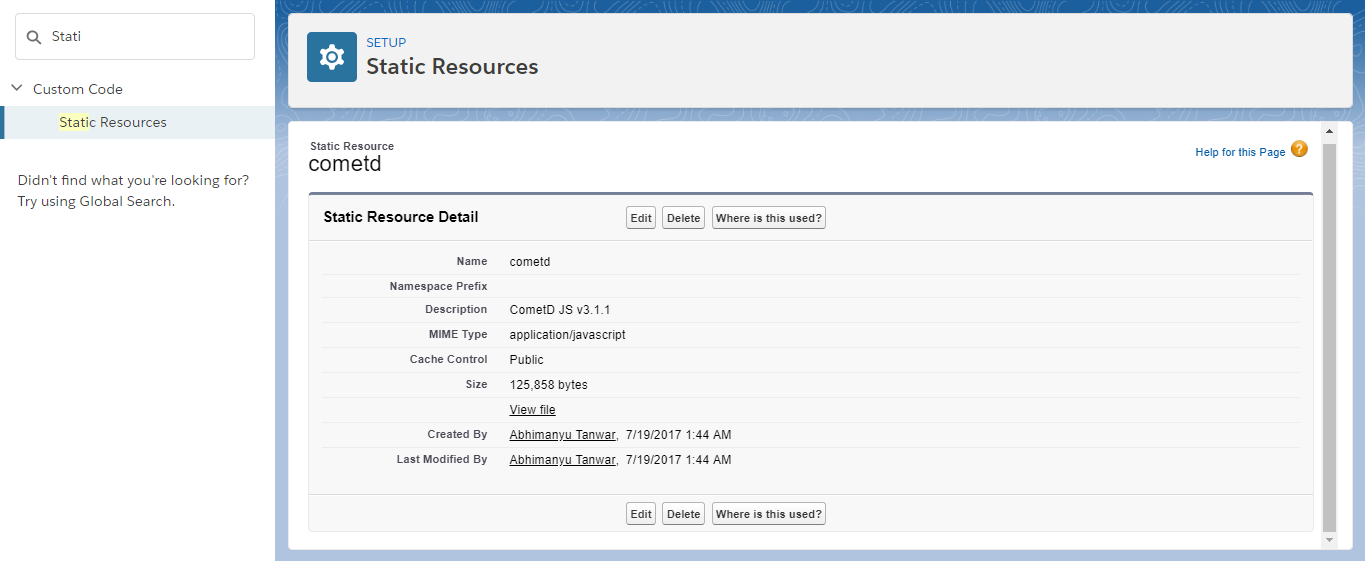 Stati
Custom Code
Static Resources
Didn't find what you're looking for?
Try using Global Search.
SETUP
Static Resources
Static Resource
cometd
Help for this Page ?
Static Resource Detail
Edit Delete Where is this used?
Name cometd
Namespace Prefix
Description CometD JS v3.1.1
MIME Type application/javascript
Cache Control Public
Size 125,858 bytes
View file
Created By Abhimanyu Tanwar, 7/19/2017 1:44 AM
Last Modified By Abhimanyu Tanwar, 7/19/2017 1:44 AM
Edit Delete Where is this used?